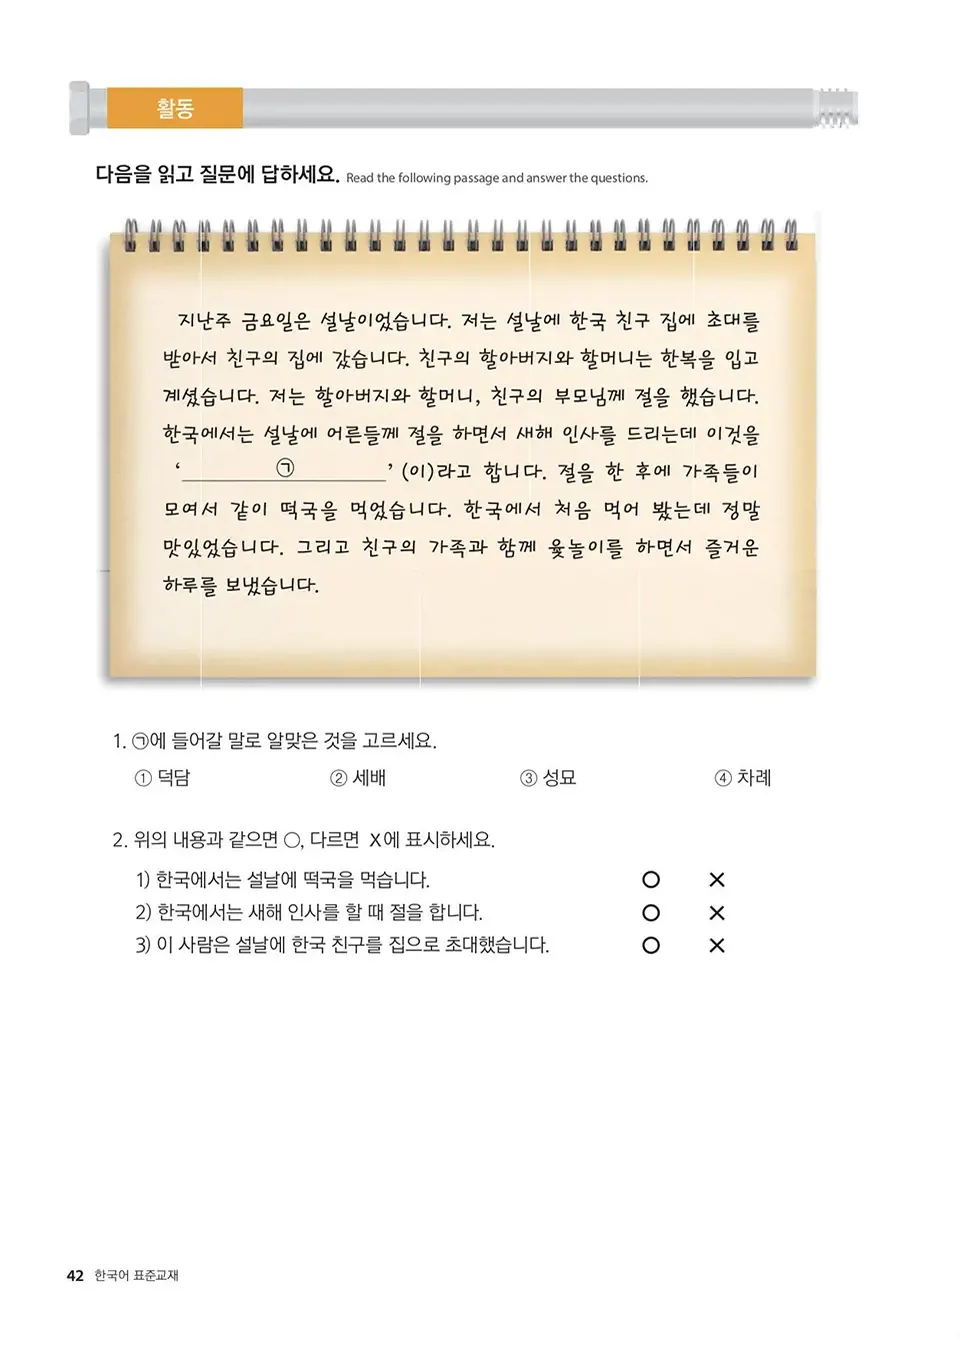 활동
다음을 읽고 질문에 답하세요. Read the following passage and answer the questions.
지난주 금요일은 설날이었습니다. 저는 설날에 한국 친구 집에 초대를
받아서 친구의 집에 갔습니다. 친구의 할아버지와 할머니는 한복을 입고
계셨습니다. 저는 할아버지와 할머니, 친구의 부모님께 절을 했습니다.
한국에서는 설날에 어른들께 절을 하면서 새해 인사를 드리는데 이것을
‘ ㉠ ’ (이)라고 합니다. 절을 한 후에 가족들이
모여서 같이 떡국을 먹었습니다. 한국에서 처음 먹어 봤는데 정말
맛있었습니다. 그리고 친구의 가족과 함께 윷놀이를 하면서 즐거운
하루를 보냈습니다.
1. ㉠에 들어갈 말로 알맞은 것을 고르세요.
① 덕담 ② 세배 ③ 성묘 ④ 차례
2. 위의 내용과 같으면 ○, 다르면 X에 표시하세요.
1) 한국에서는 설날에 떡국을 먹습니다. ○ ×
2) 한국에서는 새해 인사를 할 때 절을 합니다. ○ ×
3) 이 사람은 설날에 한국 친구를 집으로 초대했습니다. ○ ×
42 한국어 표준교재